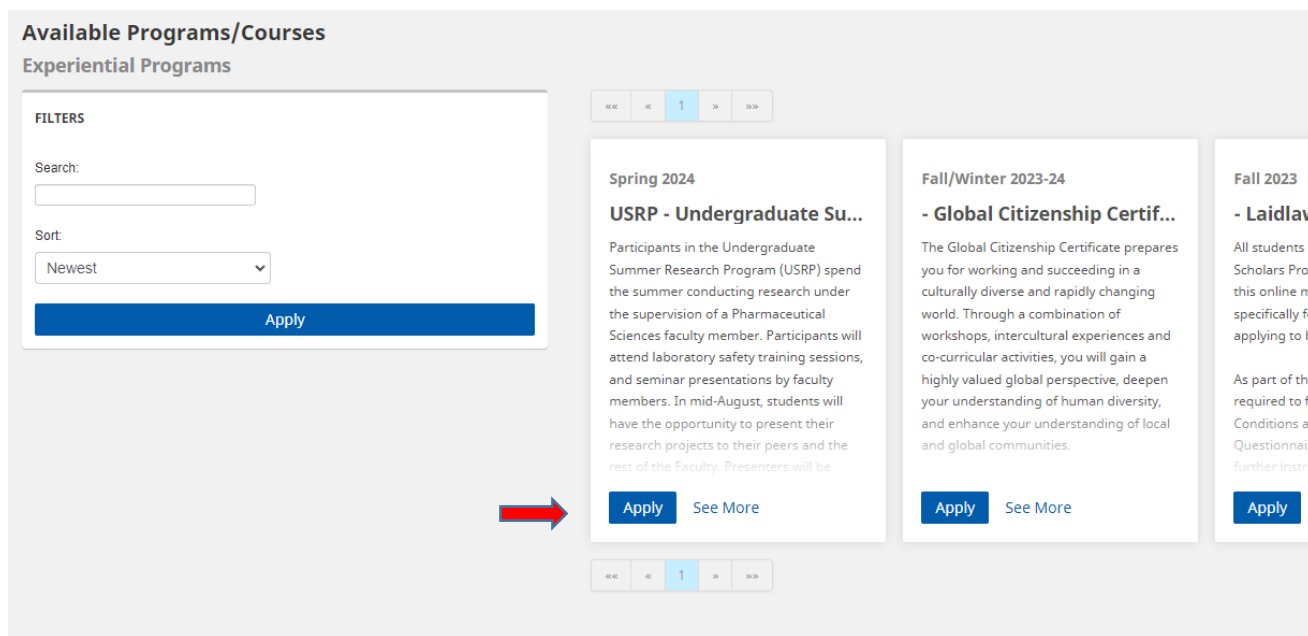 Available Programs/Courses
Experiential Programs
FILTERS
Search:
Sort:
Newest
Apply
«« « 1 » »»
Spring 2024
USRP - Undergraduate Su...
Participants in the Undergraduate
Summer Research Program (USRP) spend
the summer conducting research under
the supervision of a Pharmaceutical
Sciences faculty member. Participants will
attend laboratory safety training sessions,
and seminar presentations by faculty
members. In mid-August, students will
have the opportunity to present their
research projects to their peers and the
rest of the Faculty. Presenters will be
Apply See More
Fall/Winter 2023-24
- Global Citizenship Certif...
The Global Citizenship Certificate prepares
you for working and succeeding in a
culturally diverse and rapidly changing
world. Through a combination of
workshops, intercultural experiences and
co-curricular activities, you will gain a
highly valued global perspective, deepen
your understanding of human diversity,
and enhance your understanding of local
and global communities.
Apply See More
Fall 2023
- Laidlaw
All students
Scholars Pro
this online m
specifically f
applying to b
As part of th
required to f
Conditions a
Questionnai
further instr
Apply
«« « 1 » »»